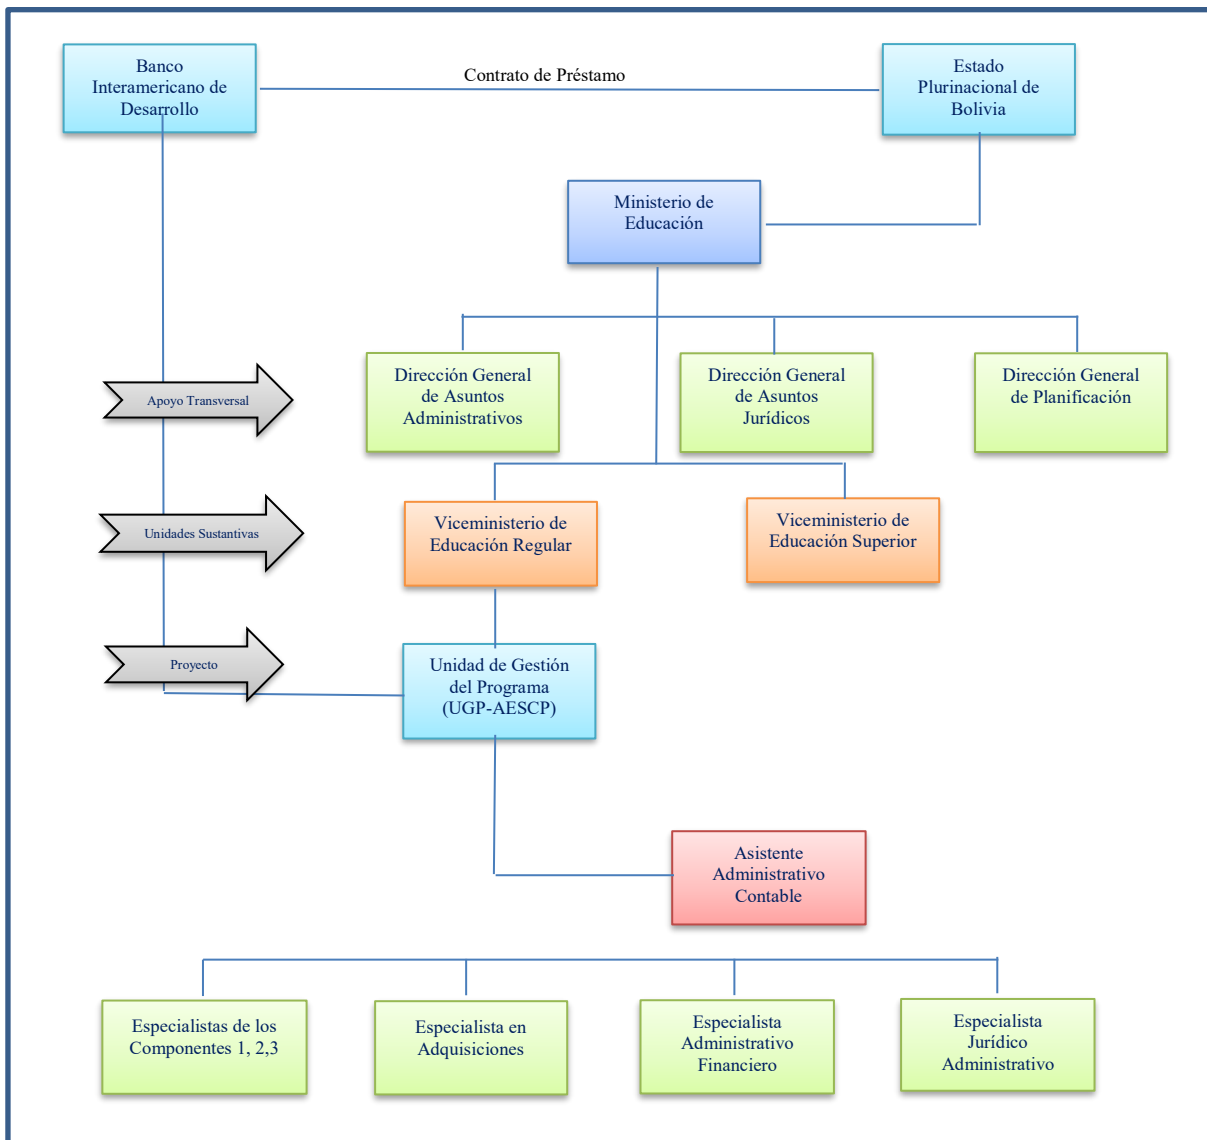 Banco
Interamericano de
Desarrollo
Contrato de Préstamo
Estado
Plurinacional de
Bolivia
Ministerio de
Educación
Apoyo Transversal
Dirección General
de Asuntos
Administrativos
Dirección General
de Asuntos
Jurídicos
Dirección General
de Planificación
Unidades Sustantivas
Viceministerio de
Educación Regular
Viceministerio de
Educación Superior
Proyecto
Unidad de Gestión
del Programa
(UGP-AESCP)
Asistente
Administrativo
Contable
Especialistas de los
Componentes 1, 2,3
Especialista en
Adquisiciones
Especialista
Administrativo
Financiero
Especialista
Jurídico
Administrativo